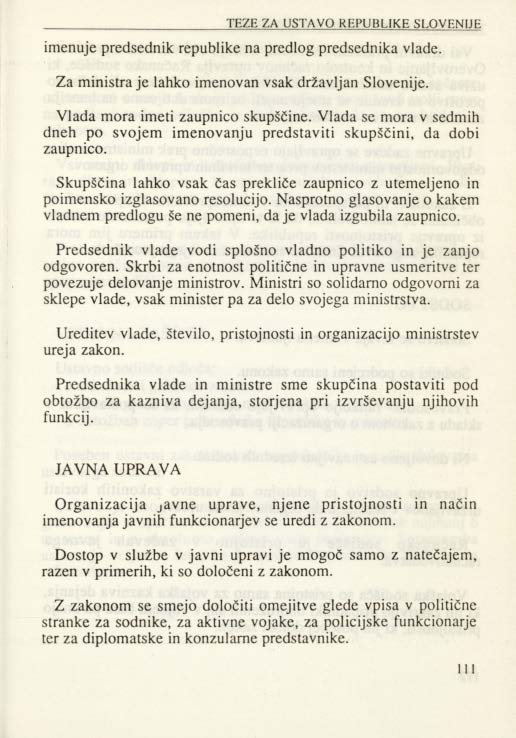 TEZE ZA USTAVO REPUBLIKE SLOVENIJE
imenuje predsednik republike na predlog predsednika vlade.
Za ministra je lahko imenovan vsak državljan Slovenije.
Vlada mora imeti zaupnico skupščine. Vlada se mora v sedmih
dneh po svojem imenovanju predstaviti skupščini, da dobi
zaupnico.
Skupščina lahko vsak čas prekliče zaupnico z utemeljeno in
poimensko izglasovano resolucijo. Nasprotno glasovanje o kakem
vladnem predlogu še ne pomeni, da je vlada izgubila zaupnico.
Predsednik vlade vodi splošno vladno politiko in je zanjo
odgovoren. Skrbi za enotnost politične in upravne usmeritve ter
povezuje delovanje ministrov. Ministri so solidarno odgovorni za
sklepe vlade, vsak minister pa za delo svojega ministrstva.
Ureditev vlade, število, pristojnosti in organizacijo ministrstev
ureja zakon.
Predsednika vlade in ministre sme skupčina postaviti pod
obtožbo za kazniva dejanja, storjena pri izvrševanju njihovih
funkcij.
JAVNA UPRAVA
Organizacija javne uprave, njene pristojnosti in način
imenovanja javnih funkcionarjev se uredi z zakonom.
Dostop v službe v javni upravi je mogoč samo z natečajem,
razen v primerih, ki so določeni z zakonom.
Z zakonom se smejo določiti omejitve glede vpisa v politične
stranke za sodnike, za aktivne vojake, za policijske funkcionarje
ter za diplomatske in konzularne predstavnike.
111